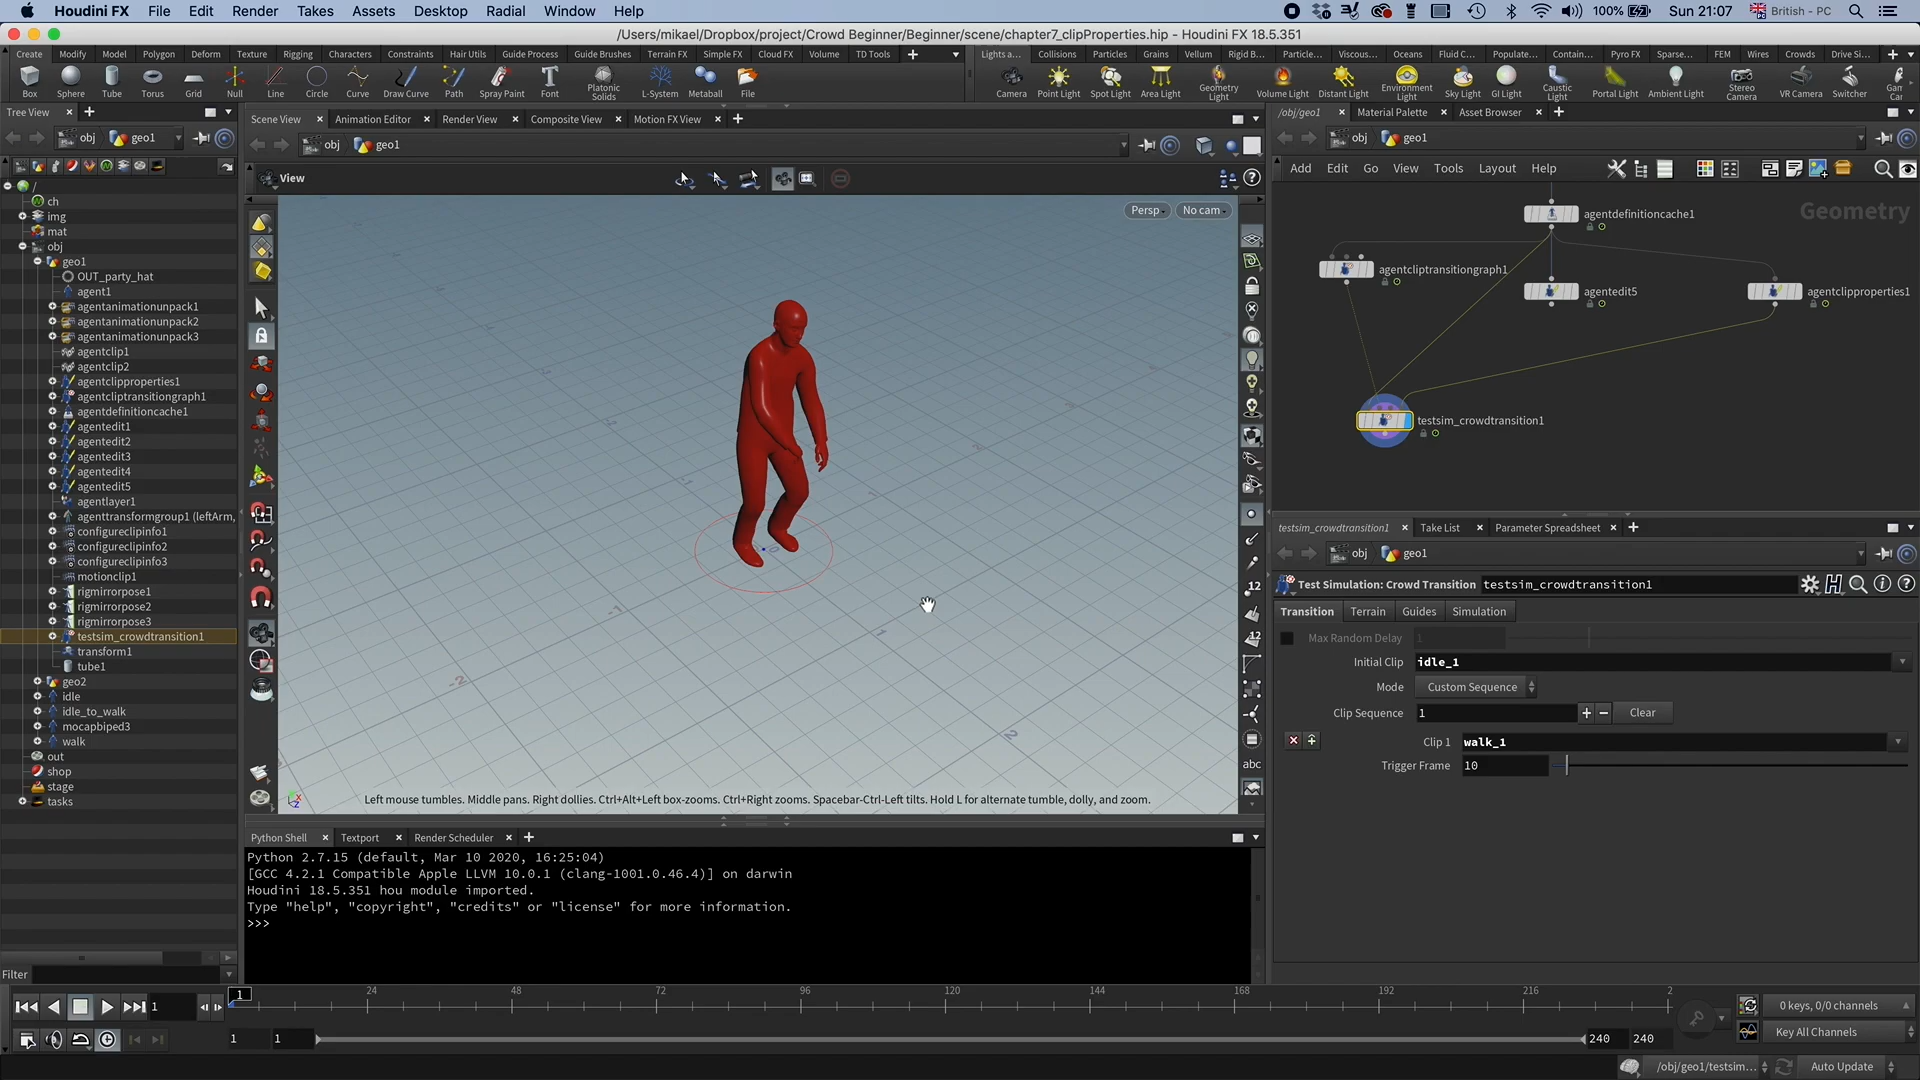 Houdini FX File Edit Render Takes Assets Desktop Radial Window Help 100% Sun 21:07 British - PC
/Users/mikael/Dropbox/project/Crowd Beginner/Beginner/scene/chapter7_clipProperties.hip - Houdini FX 18.5.351
Create Modify Model Polygon Deform Texture Rigging Characters Constraints Hair Utils Guide Process Guide Brushes Terrain FX Simple FX Cloud FX Volume TD Tools
Lights a... Collisions Particles Grains Vellum Rigid B... Particle... Viscous... Oceans Fluid C... Populate... Contain... Pyro FX Sparse... FEM Wires Crowds Drive Si...
Box Sphere Tube Torus Grid Null Line Circle Curve Draw Curve Path Spray Paint Font Platonic Solids L-System Metaball File
Camera Point Light Spot Light Area Light Geometry Light Volume Light Distant Light Environment Light Sky Light GI Light Caustic Light Portal Light Ambient Light Stereo Camera VR Camera Switcher
Tree View
obj geo1
/
ch
img
mat
obj
geo1
OUT_party_hat
agent1
agentanimationunpack1
agentanimationunpack2
agentanimationunpack3
agentclip1
agentclip2
agentclipproperties1
agentcliptransitiongraph1
agentdefinitioncache1
agentedit1
agentedit2
agentedit3
agentedit4
agentedit5
agentlayer1
agenttransformgroup1 (leftArm,
configureclipinfo1
configureclipinfo2
configureclipinfo3
motionclip1
rigmirrorpose1
rigmirrorpose2
rigmirrorpose3
testsim_crowdtransition1
transform1
tube1
geo2
idle
idle_to_walk
mocapbiped3
walk
out
shop
stage
tasks
Filter
Scene View Animation Editor Render View Composite View Motion FX View
obj geo1
View
Persp No cam
-2
-1
1
2
12
12
abc
Left mouse tumbles. Middle pans. Right dollies. Ctrl+Alt+Left box-zooms. Ctrl+Right zooms. Spacebar-Ctrl-Left tilts. Hold L for alternate tumble, dolly, and zoom.
Python Shell Textport Render Scheduler
Python 2.7.15 (default, Mar 10 2020, 16:25:04)
[GCC 4.2.1 Compatible Apple LLVM 10.0.1 (clang-1001.0.46.4)] on darwin
Houdini 18.5.351 hou module imported.
Type "help", "copyright", "credits" or "license" for more information.
>>>
/obj/geo1 Material Palette Asset Browser
obj geo1
Add Edit Go View Tools Layout Help
Geometry
agentdefinitioncache1
agentcliptransitiongraph1
agentedit5
agentclipproperties1
testsim_crowdtransition1
testsim_crowdtransition1 Take List Parameter Spreadsheet
obj geo1
Test Simulation: Crowd Transition testsim_crowdtransition1
Transition Terrain Guides Simulation
Max Random Delay 1
Initial Clip idle_1
Mode Custom Sequence
Clip Sequence 1 Clear
Clip 1 walk_1
Trigger Frame 10
1 1 24 48 72 96 120 144 168 192 216 2
0 keys, 0/0 channels
1 1 240 240
Key All Channels
/obj/geo1/testsim... Auto Update